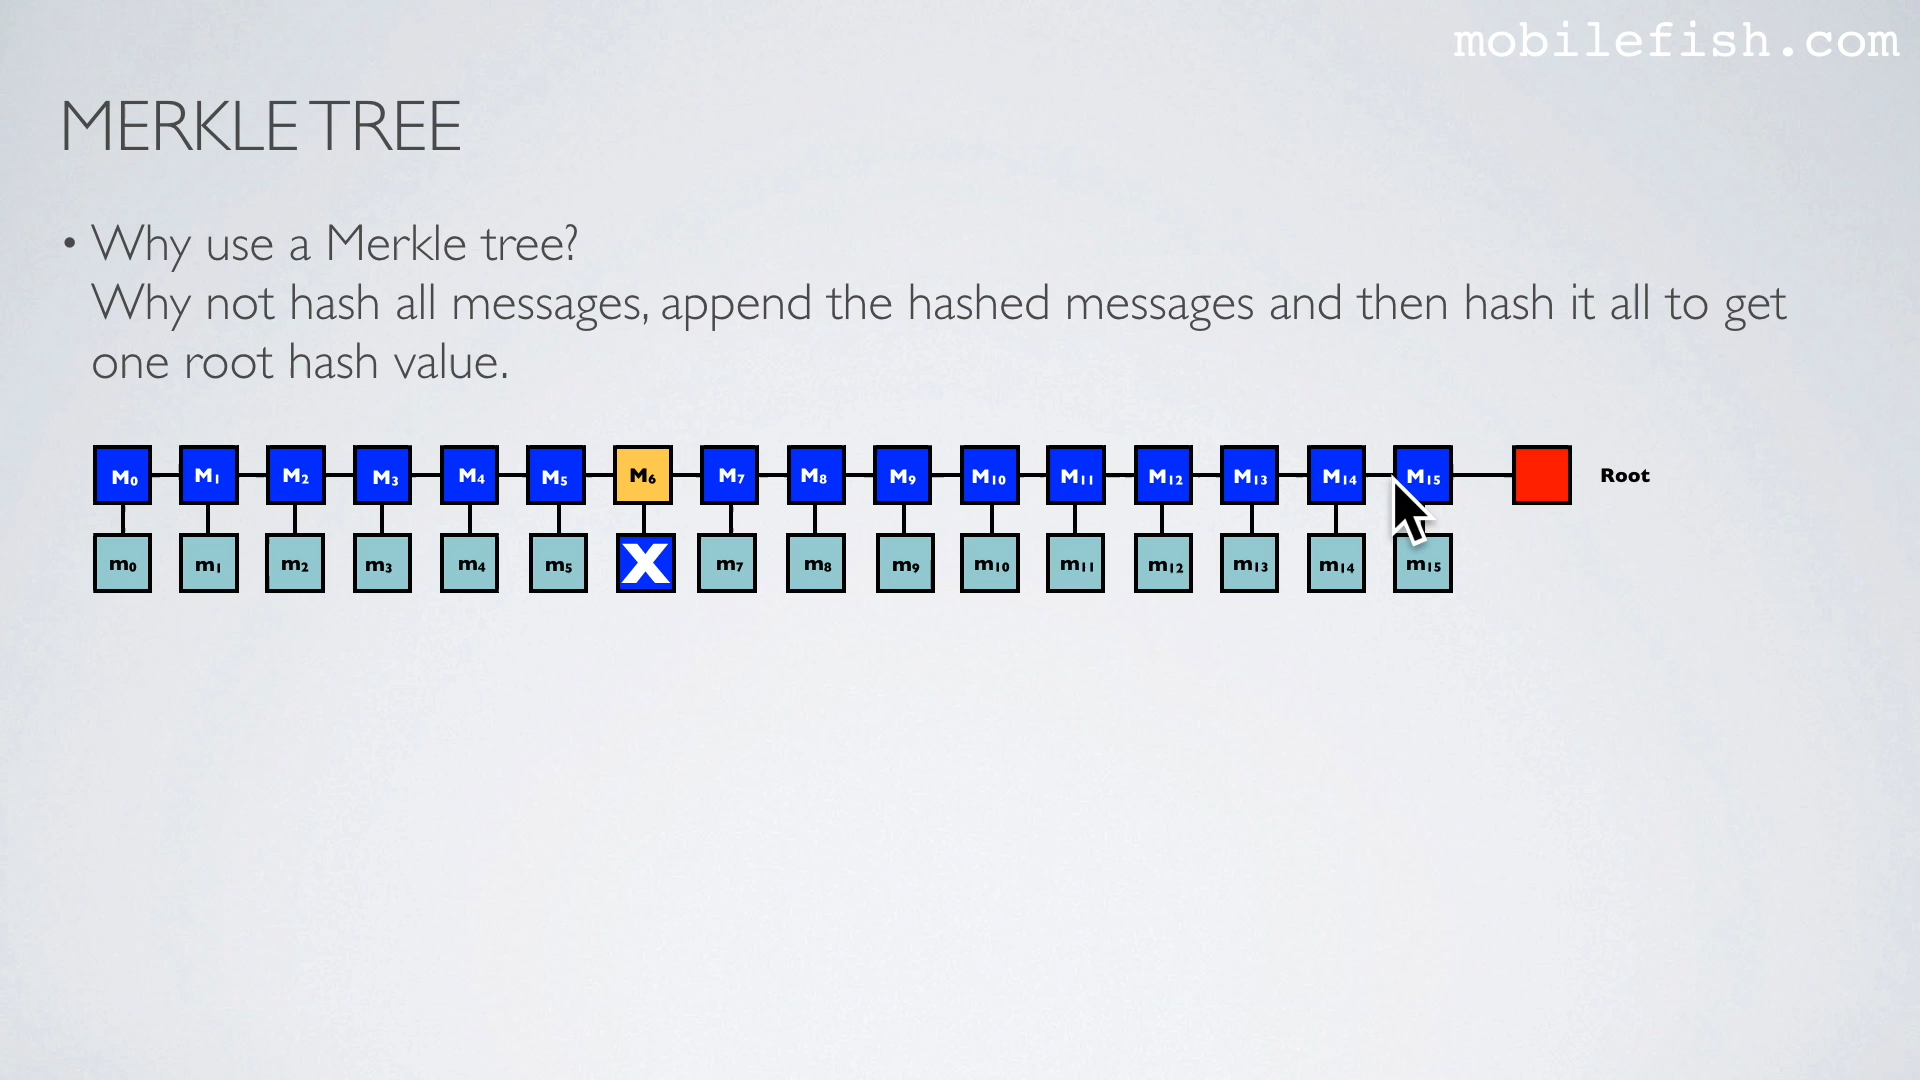 mobilefish.com
MERKLE TREE
• Why use a Merkle tree?
Why not hash all messages, append the hashed messages and then hash it all to get
one root hash value.
M₀ M₁ M₂ M₃ M₄ M₅ M₆ M₇ M₈ M₉ M₁₀ M₁₁ M₁₂ M₁₃ M₁₄ M₁₅ Root
m₀ m₁ m₂ m₃ m₄ m₅ X m₇ m₈ m₉ m₁₀ m₁₁ m₁₂ m₁₃ m₁₄ m₁₅